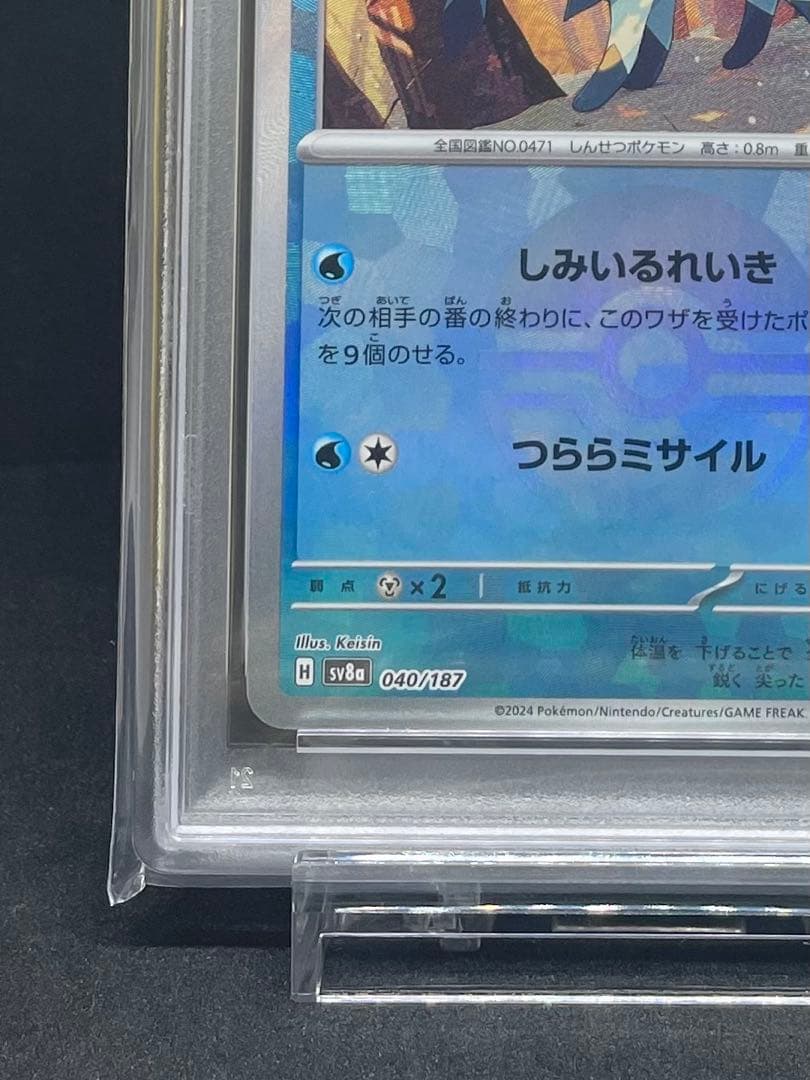 全国図鑑NO.0471 しんせつポケモン 高さ：0.8m 重
しみいるれいき
次の相手の番の終わりに、このワザを受けたポ
を9個のせる。
つららミサイル
弱点 ×2 抵抗力 にげる
Illus. Keisin
体温を 下げることで
H sv8a 040/187
鋭く 尖った
©2024 Pokémon/Nintendo/Creatures/GAME FREAK